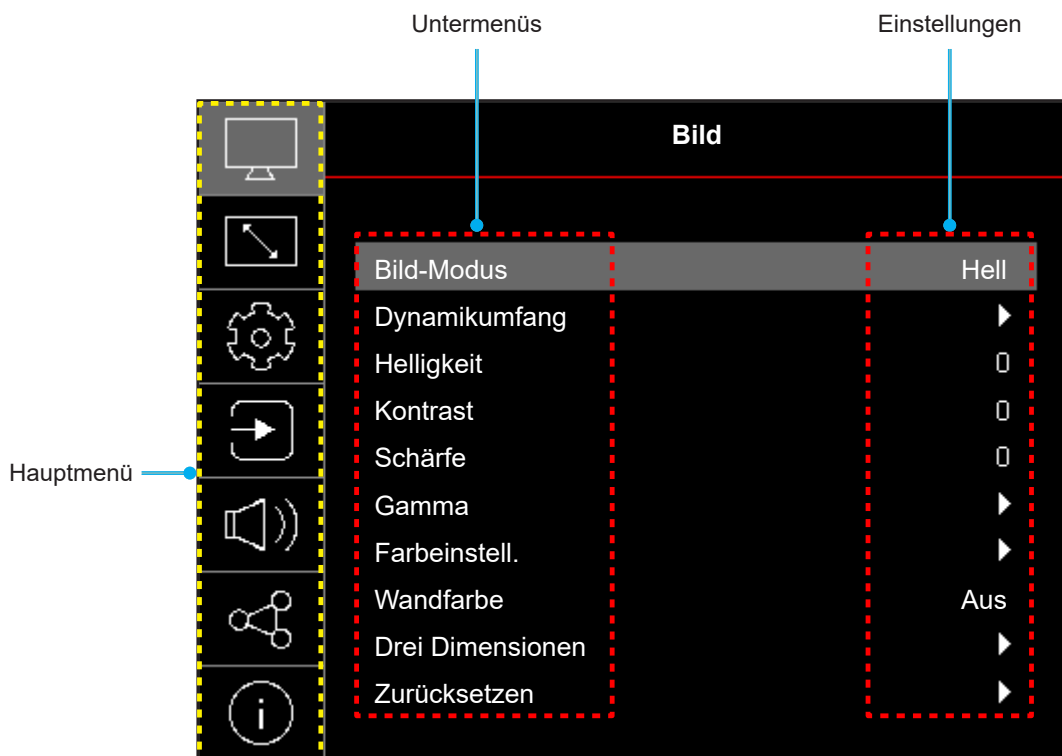 Untermenüs Einstellungen
Bild
Bild-Modus Hell
Dynamikumfang
Helligkeit 0
Kontrast 0
Schärfe 0
Hauptmenü
Gamma
Farbeinstell.
Wandfarbe Aus
Drei Dimensionen
Zurücksetzen
i